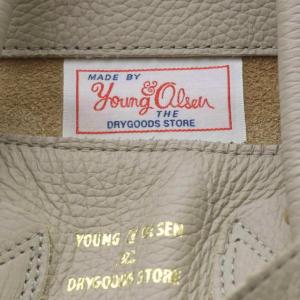 MADE BY
Young & Olsen
THE
DRYGOODS STORE
YOUNG & OLSEN
DRYGOODS STORE